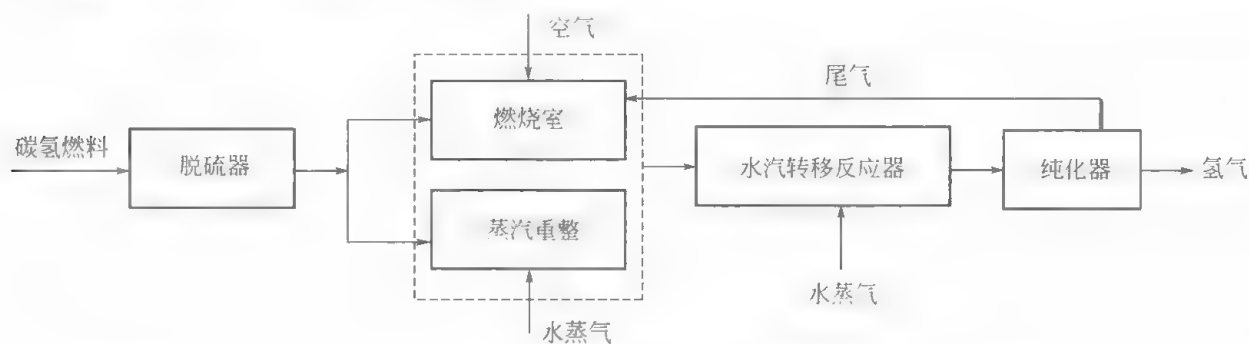 空气
尾气
燃烧室
碳氢燃料
脱硫器
水汽转移反应器
纯化器
氢气
蒸汽重整
水蒸气
水蒸气